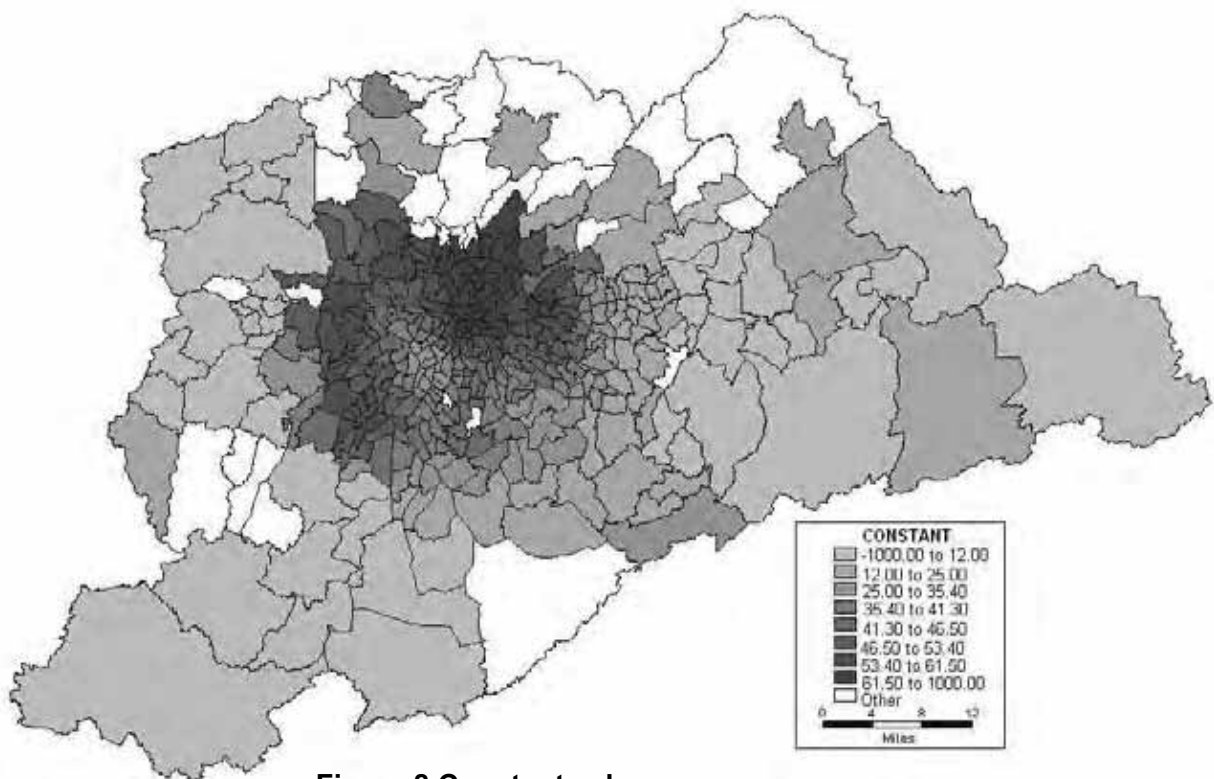 CONSTANT
-1000.00 to 12.00
12.00 to 25.00
25.00 to 35.40
35.40 to 41.30
41.30 to 46.50
46.50 to 53.40
53.40 to 61.50
61.50 to 1000.00
Other
0 4 8 12
Miles